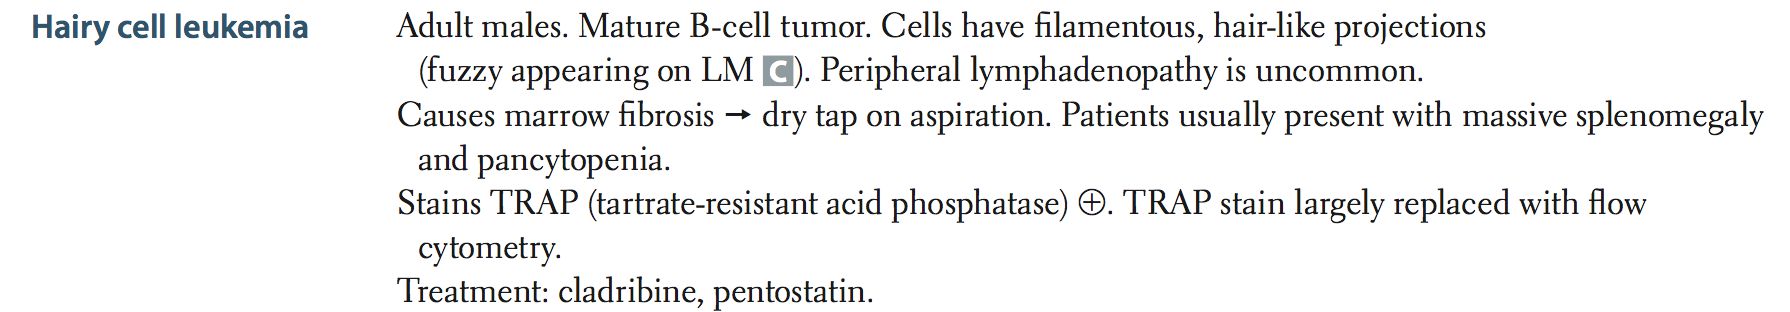 Hairy cell leukemia
Adult males. Mature B-cell tumor. Cells have filamentous, hair-like projections
(fuzzy appearing on LM C). Peripheral lymphadenopathy is uncommon.
Causes marrow fibrosis → dry tap on aspiration. Patients usually present with massive splenomegaly
and pancytopenia.
Stains TRAP (tartrate-resistant acid phosphatase) ⊕. TRAP stain largely replaced with flow
cytometry.
Treatment: cladribine, pentostatin.